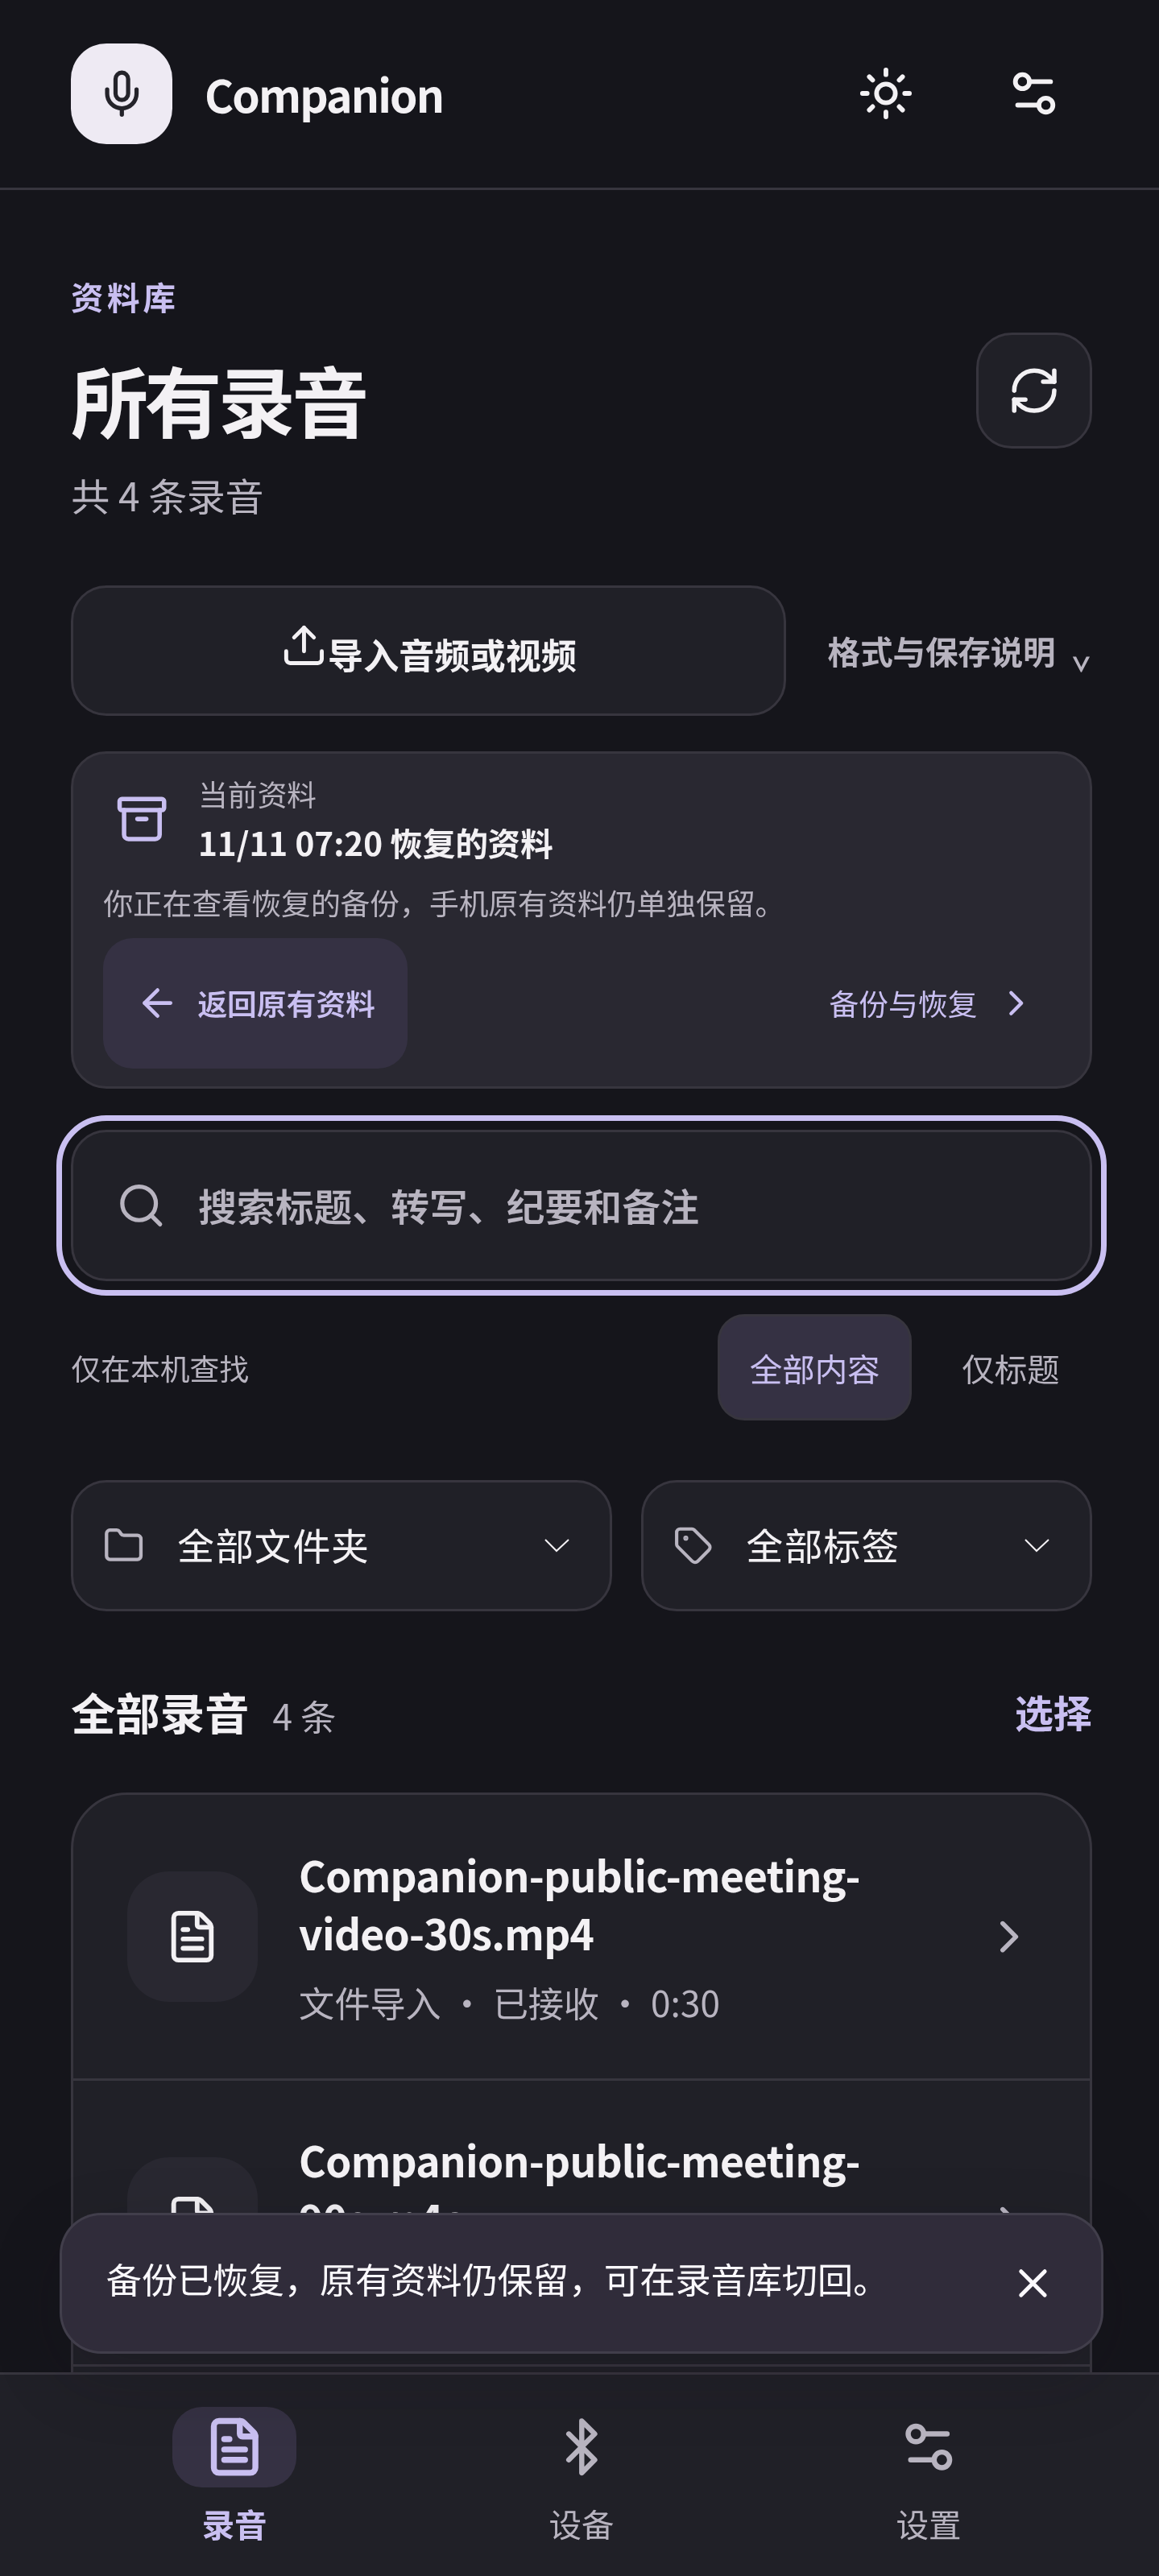 Companion
资料库
所有录音
共 4 条录音
导入音频或视频
格式与保存说明
当前资料
11/11 07:20 恢复的资料
你正在查看恢复的备份，手机原有资料仍单独保留。
返回原有资料
备份与恢复
搜索标题、转写、纪要和备注
仅在本机查找
全部内容
仅标题
全部文件夹
全部标签
全部录音 4 条
选择
Companion-public-meeting-
video-30s.mp4
文件导入 · 已接收 · 0:30
Companion-public-meeting-
备份已恢复，原有资料仍保留，可在录音库切回。
录音
设备
设置